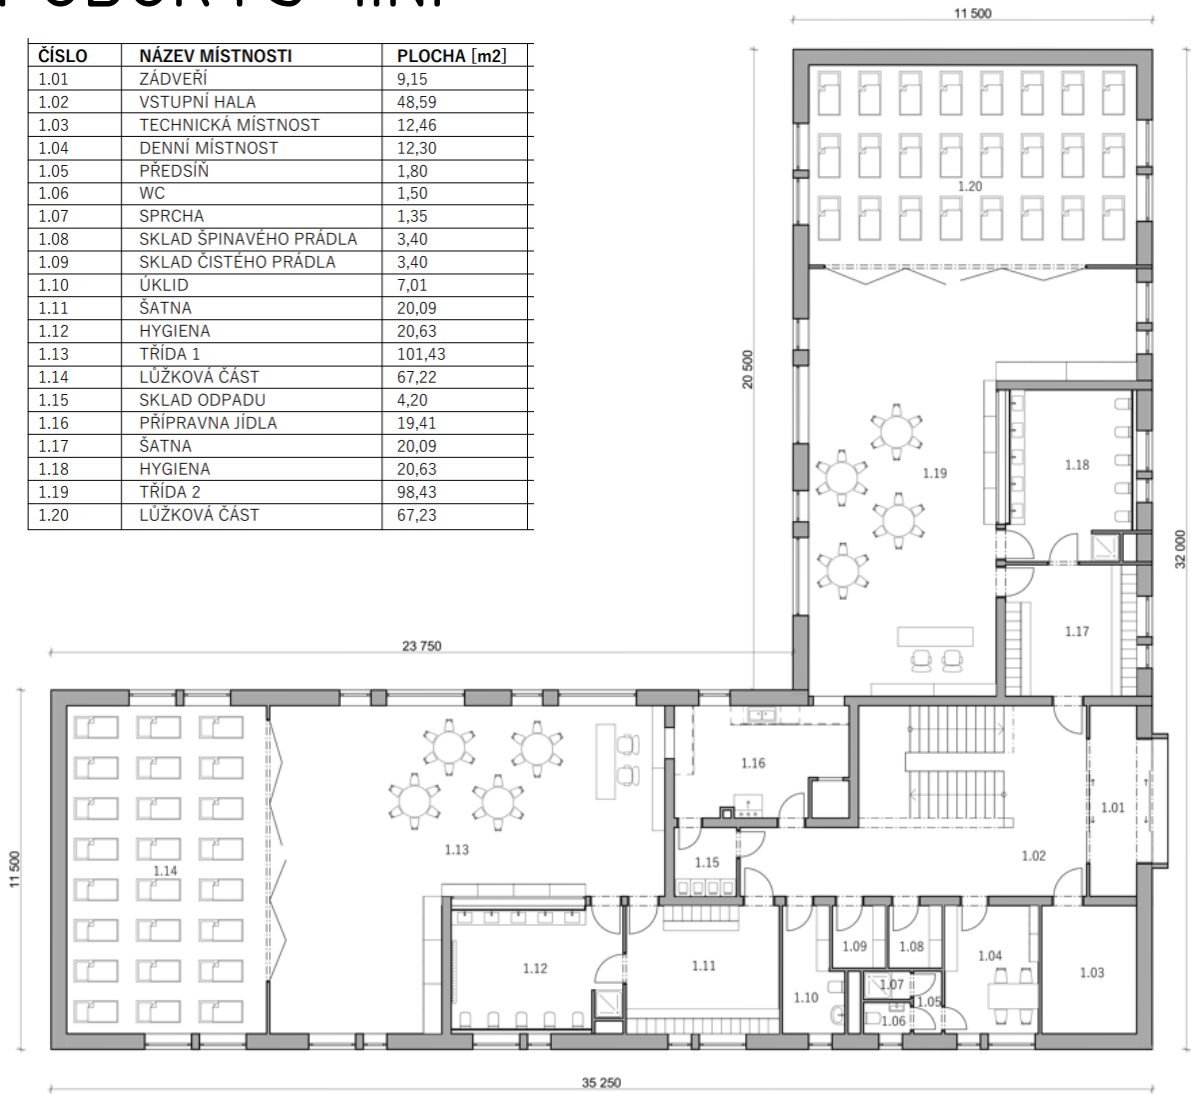 11 500
ČÍSLO NÁZEV MÍSTNOSTI PLOCHA [m2]
1.01 ZÁDVEŘÍ 9,15
1.02 VSTUPNÍ HALA 48,59
1.03 TECHNICKÁ MÍSTNOST 12,46
1.04 DENNÍ MÍSTNOST 12,30
1.05 PŘEDSÍŇ 1,80
1.06 WC 1,50
1.07 SPRCHA 1,35
1.08 SKLAD ŠPINAVÉHO PRÁDLA 3,40
1.09 SKLAD ČISTÉHO PRÁDLA 3,40
1.10 ÚKLID 7,01
1.11 ŠATNA 20,09
1.12 HYGIENA 20,63
1.13 TŘÍDA 1 101,43
1.14 LŮŽKOVÁ ČÁST 67,22
1.15 SKLAD ODPADU 4,20
1.16 PŘÍPRAVNA JÍDLA 19,41
1.17 ŠATNA 20,09
1.18 HYGIENA 20,63
1.19 TŘÍDA 2 98,43
1.20 LŮŽKOVÁ ČÁST 67,23
1.20
20 500
1.19
1.18
32 000
1.17
23 750
1.16
1.01
1.13
1.02
1.15
1.14
11 500
1.09
1.08
1.04
1.12
1.11
1.03
1.07
1.10
1.05
1.06
35 250